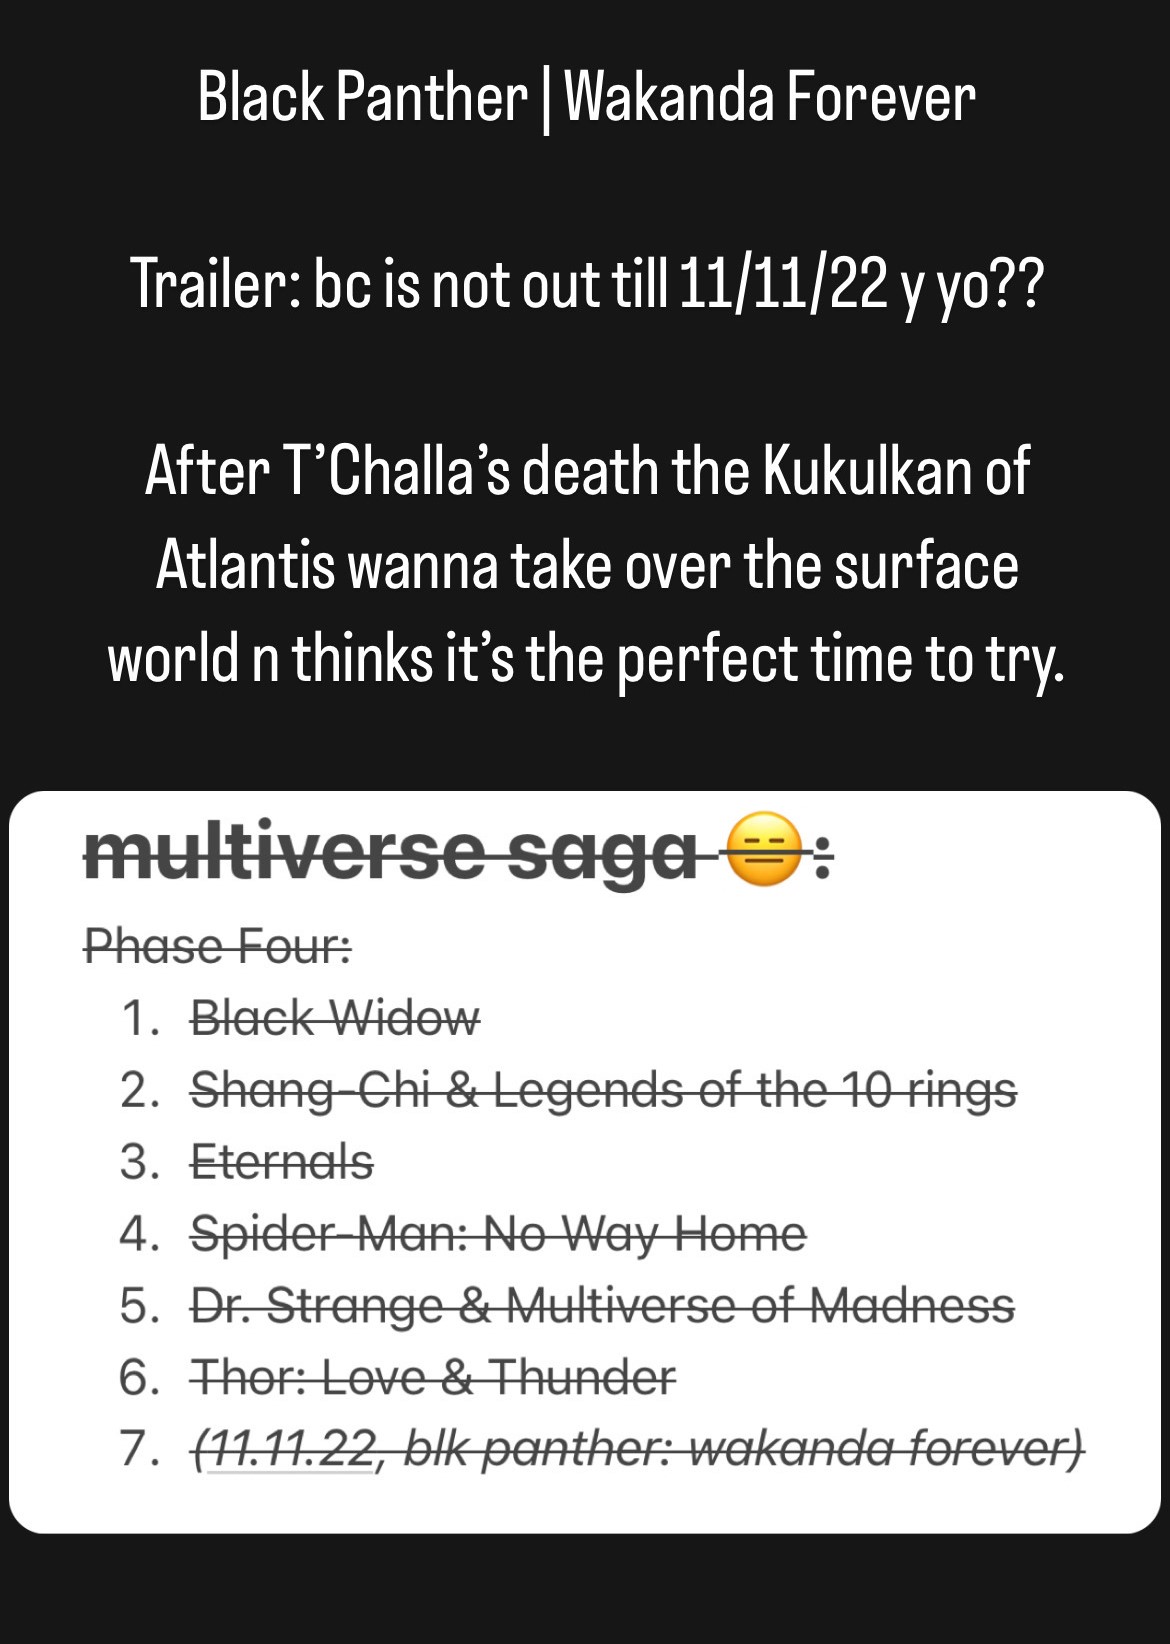 Black Panther | Wakanda Forever
Trailer: bc is not out till 11/11/22 y yo??
After T’Challa’s death the Kukulkan of
Atlantis wanna take over the surface
world n thinks it’s the perfect time to try.
multiverse saga 😑:
Phase Four:
1. Black Widow
2. Shang-Chi & Legends of the 10 rings
3. Eternals
4. Spider-Man: No Way Home
5. Dr. Strange & Multiverse of Madness
6. Thor: Love & Thunder
7. (11.11.22, blk panther: wakanda forever)